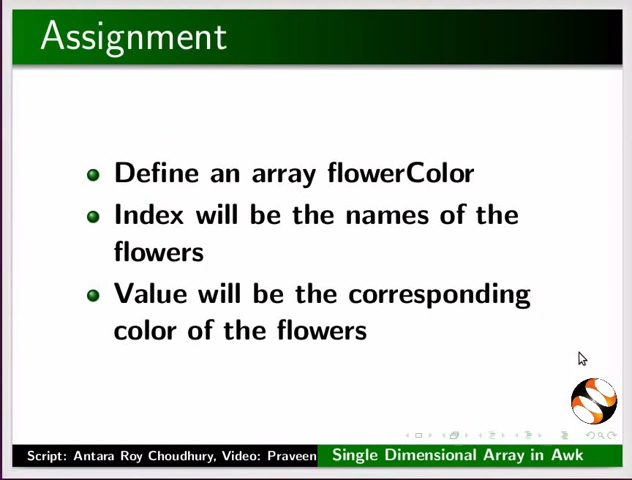 Assignment
Define an array flowerColor
Index will be the names of the
flowers
Value will be the corresponding
color of the flowers
Script: Antara Roy Choudhury, Video: Praveen
Single Dimensional Array in Awk